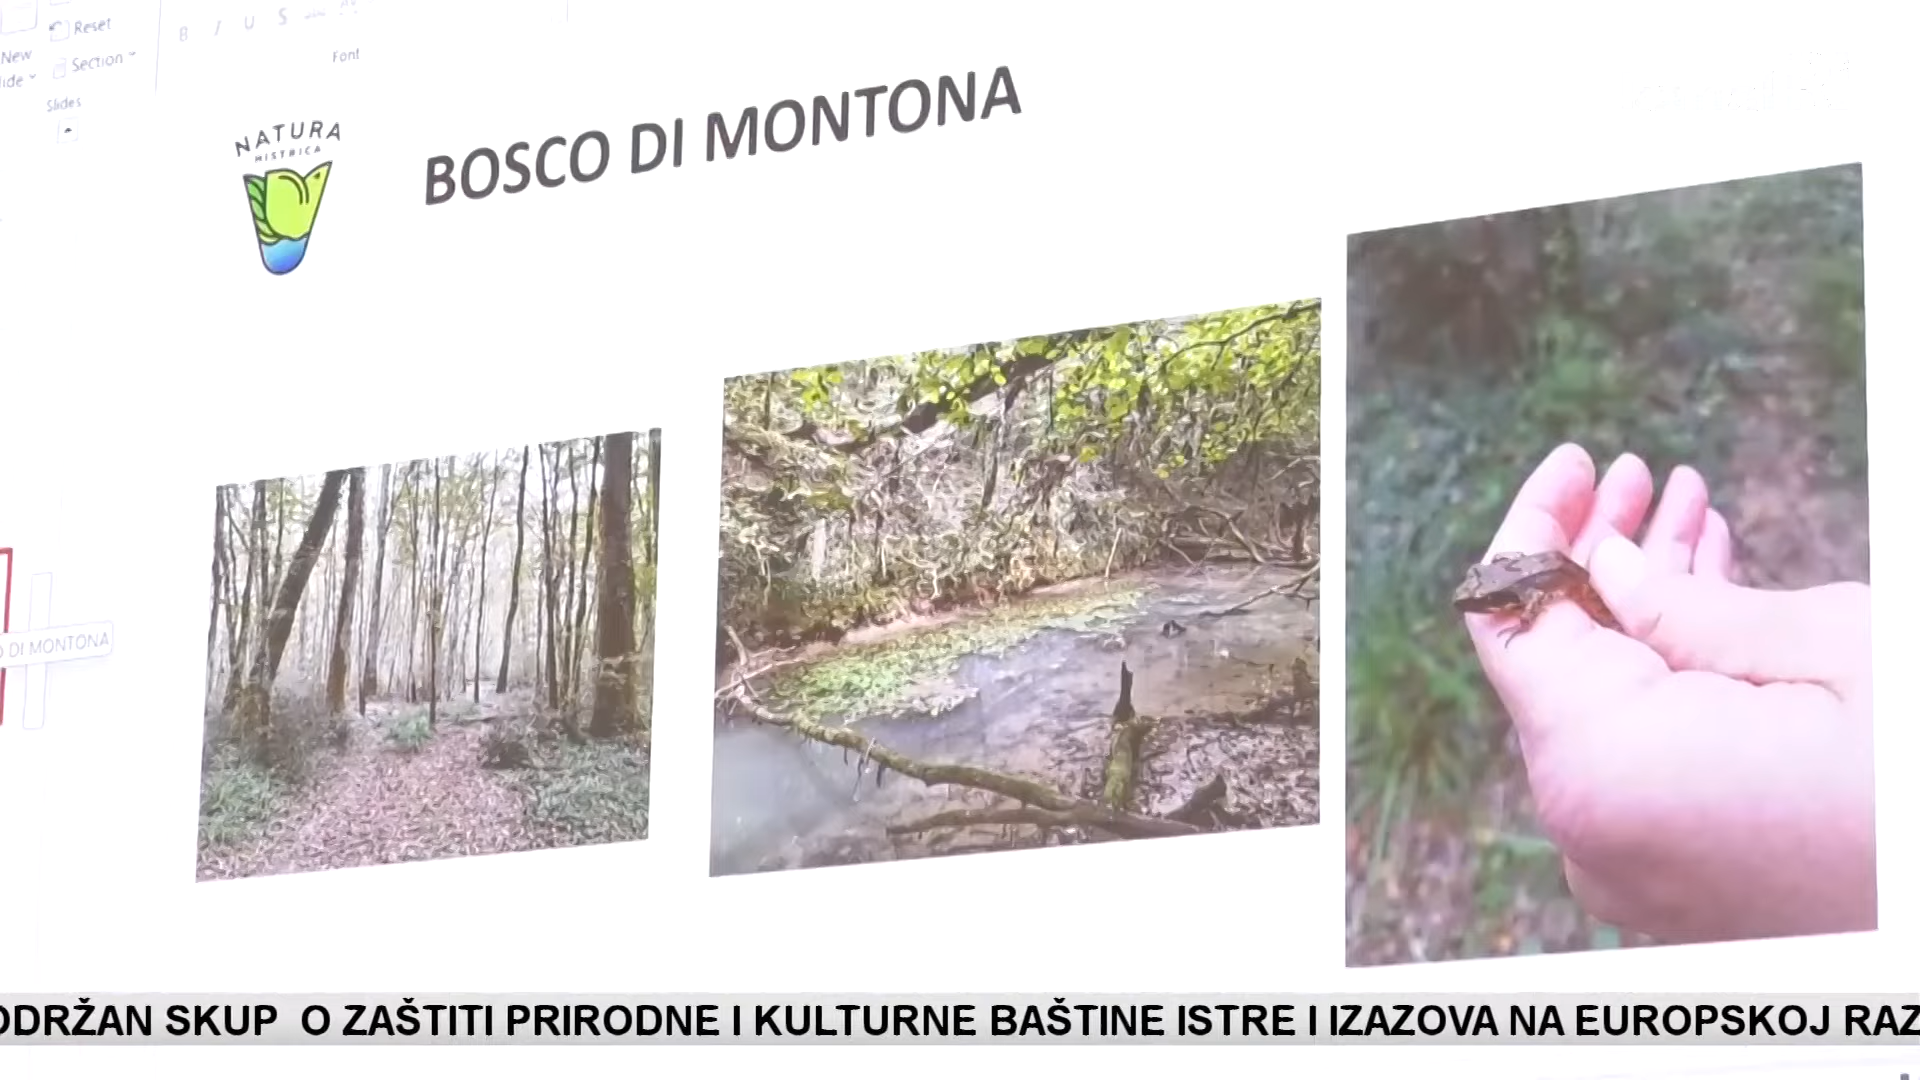 Reset
New
Section
Slides
B I U S
Font
NATURA
HISTRICA
BOSCO DI MONTONA
DI MONTONA
ODRŽAN SKUP O ZAŠTITI PRIRODNE I KULTURNE BAŠTINE ISTRE I IZAZOVA NA EUROPSKOJ RAZ